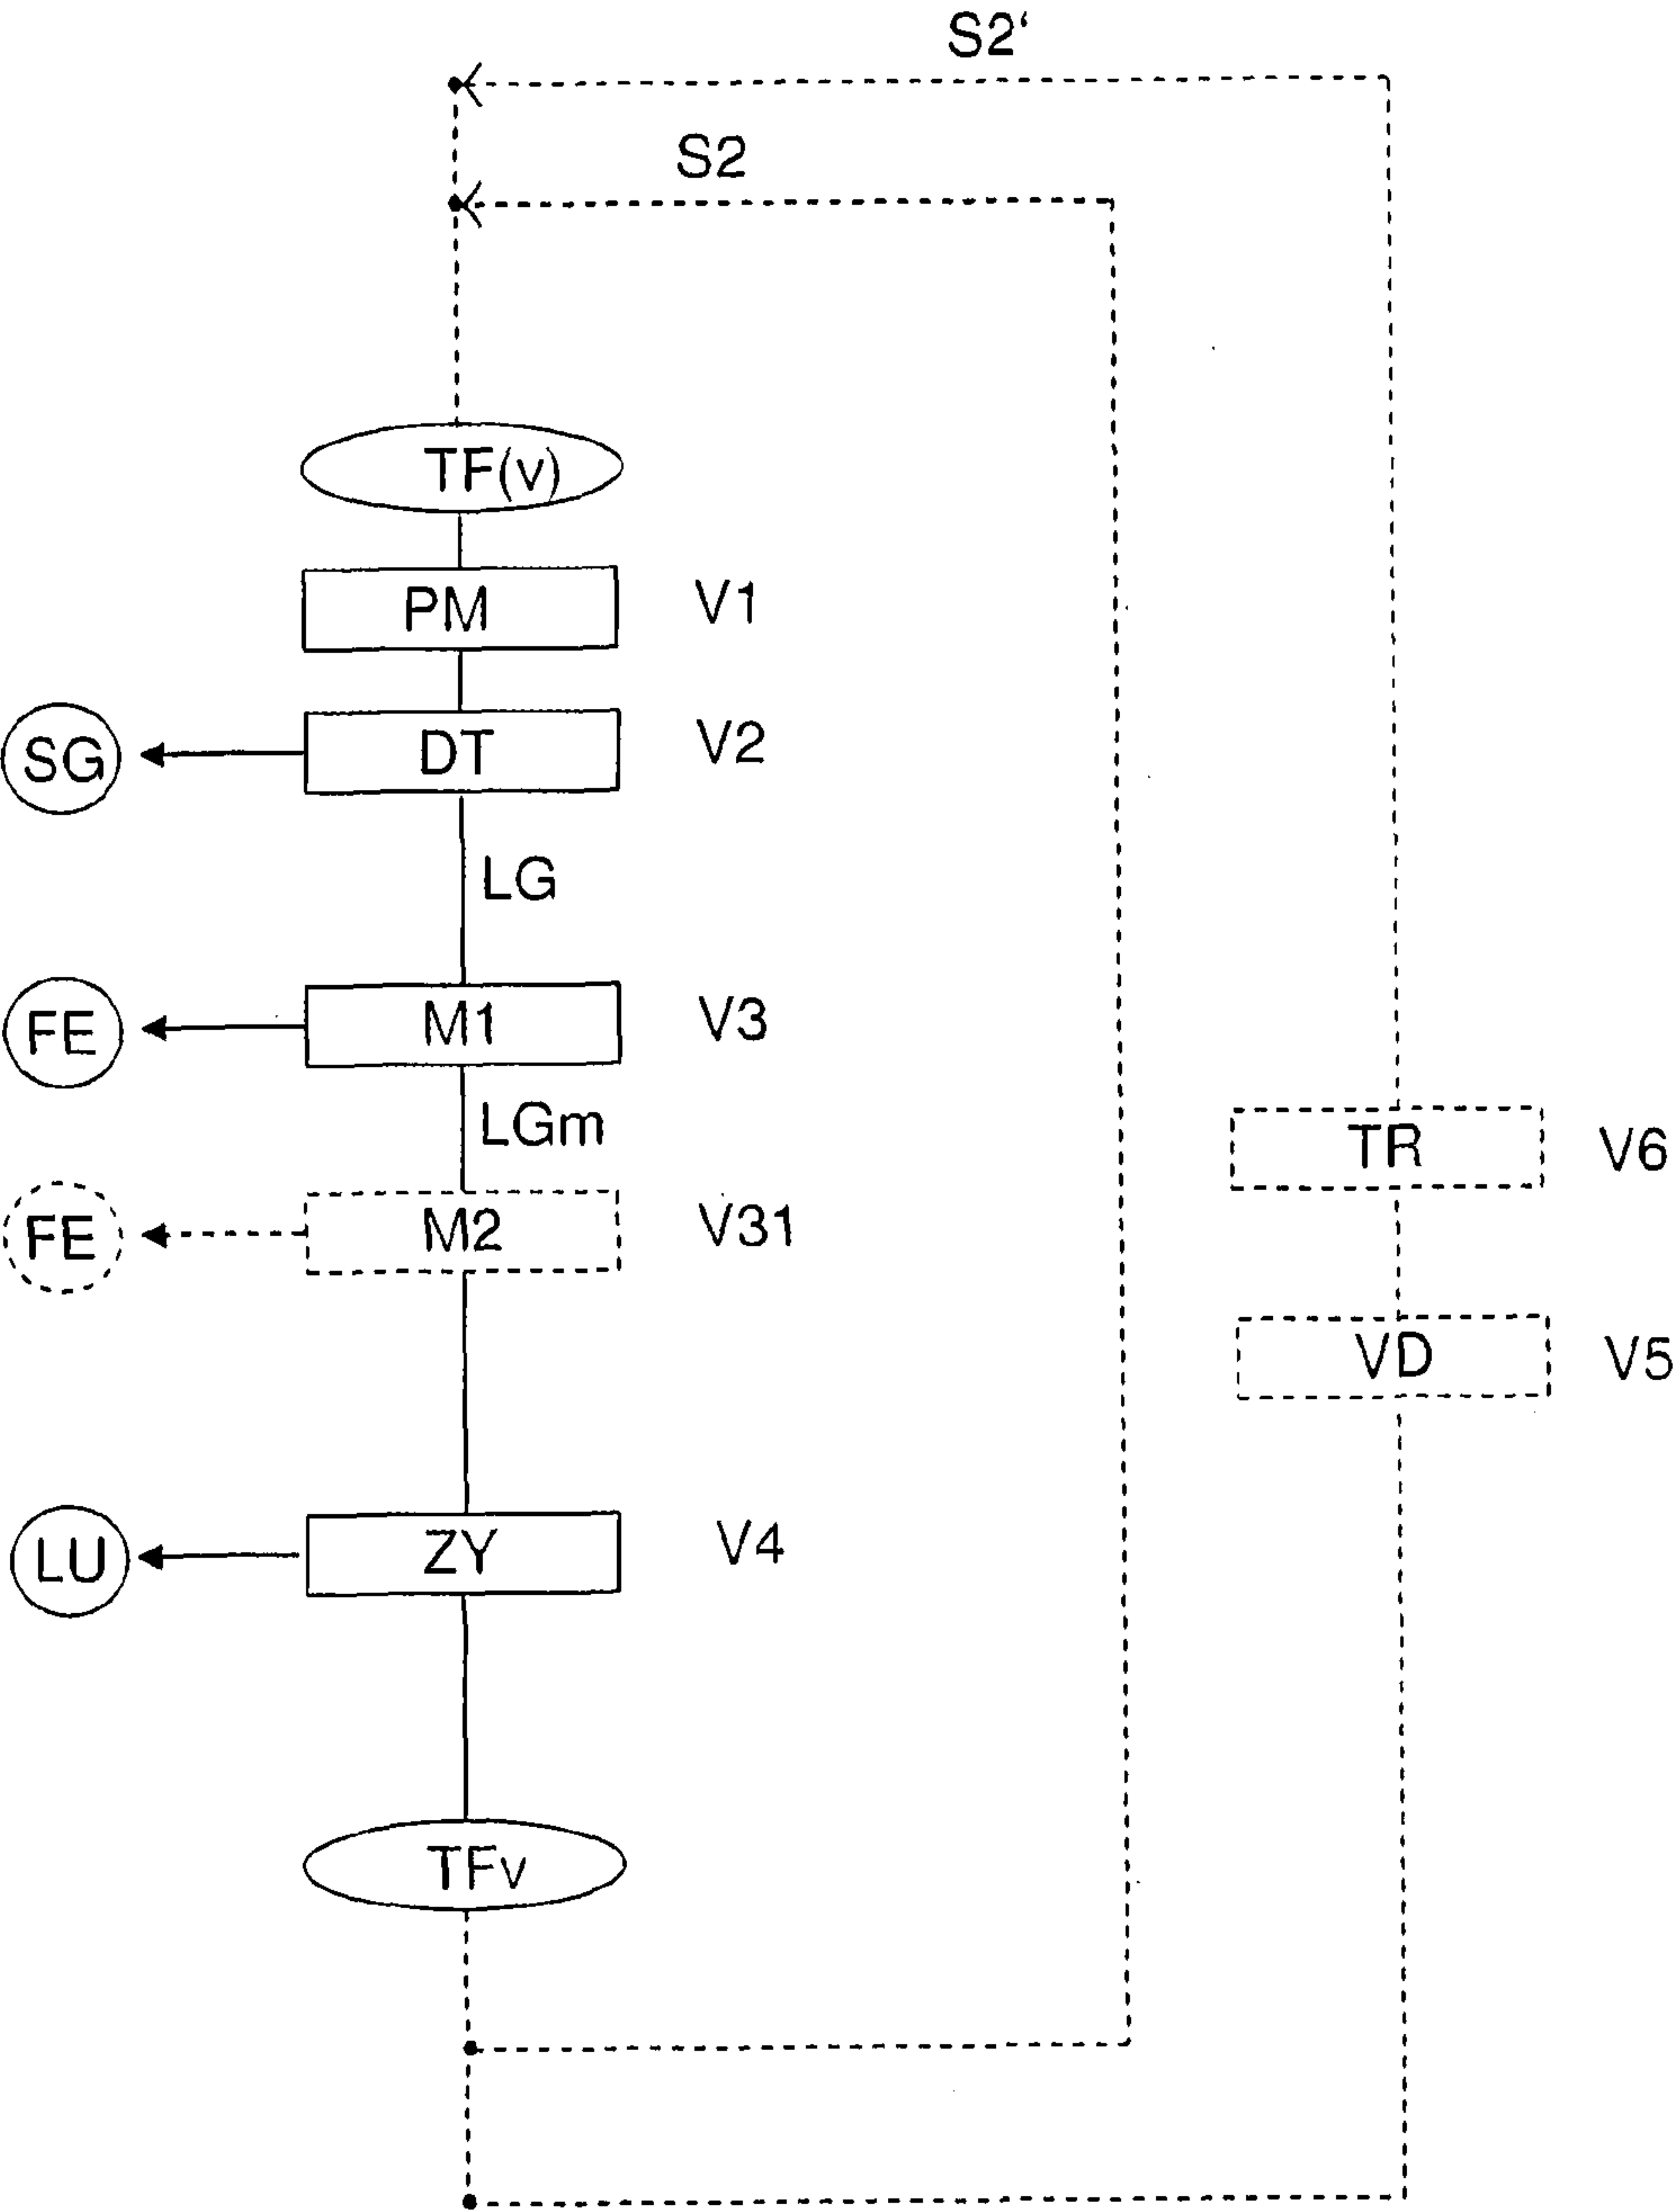 S2‘
S2
TF(v)
PM V1
SG DT V2
LG
FE M1 V3
LGm
TR V6
FE M2 V31
VD V5
LU ZY V4
TFv